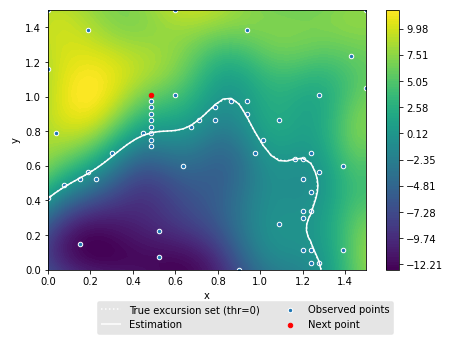 1.4
1.2
1.0
0.8
0.6
0.4
0.2
0.0
y
0.0 0.2 0.4 0.6 0.8 1.0 1.2 1.4
x
9.98
7.51
5.05
2.58
0.12
-2.35
-4.81
-7.28
-9.74
-12.21
True excursion set (thr=0)
Estimation
Observed points
Next point